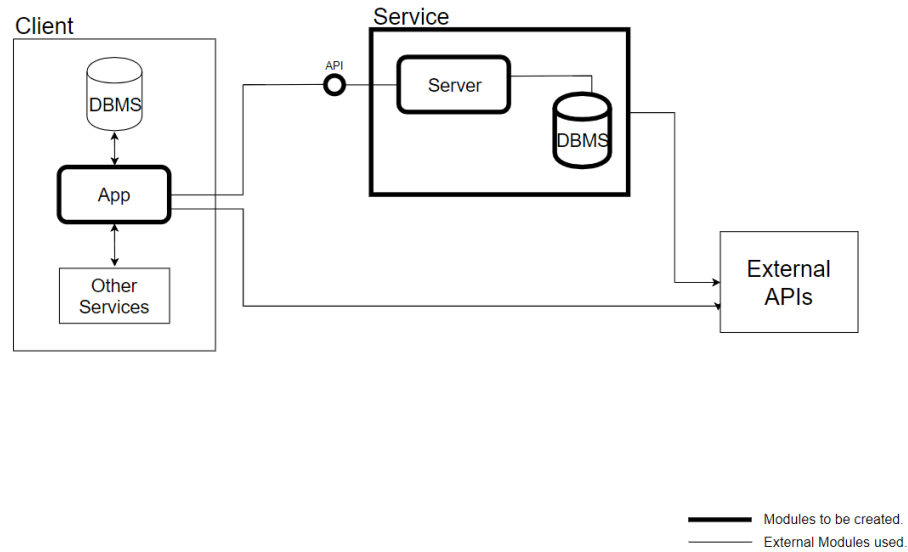 Client
DBMS
App
Other
Services
API
Service
Server
DBMS
External
APIs
Modules to be created.
External Modules used.